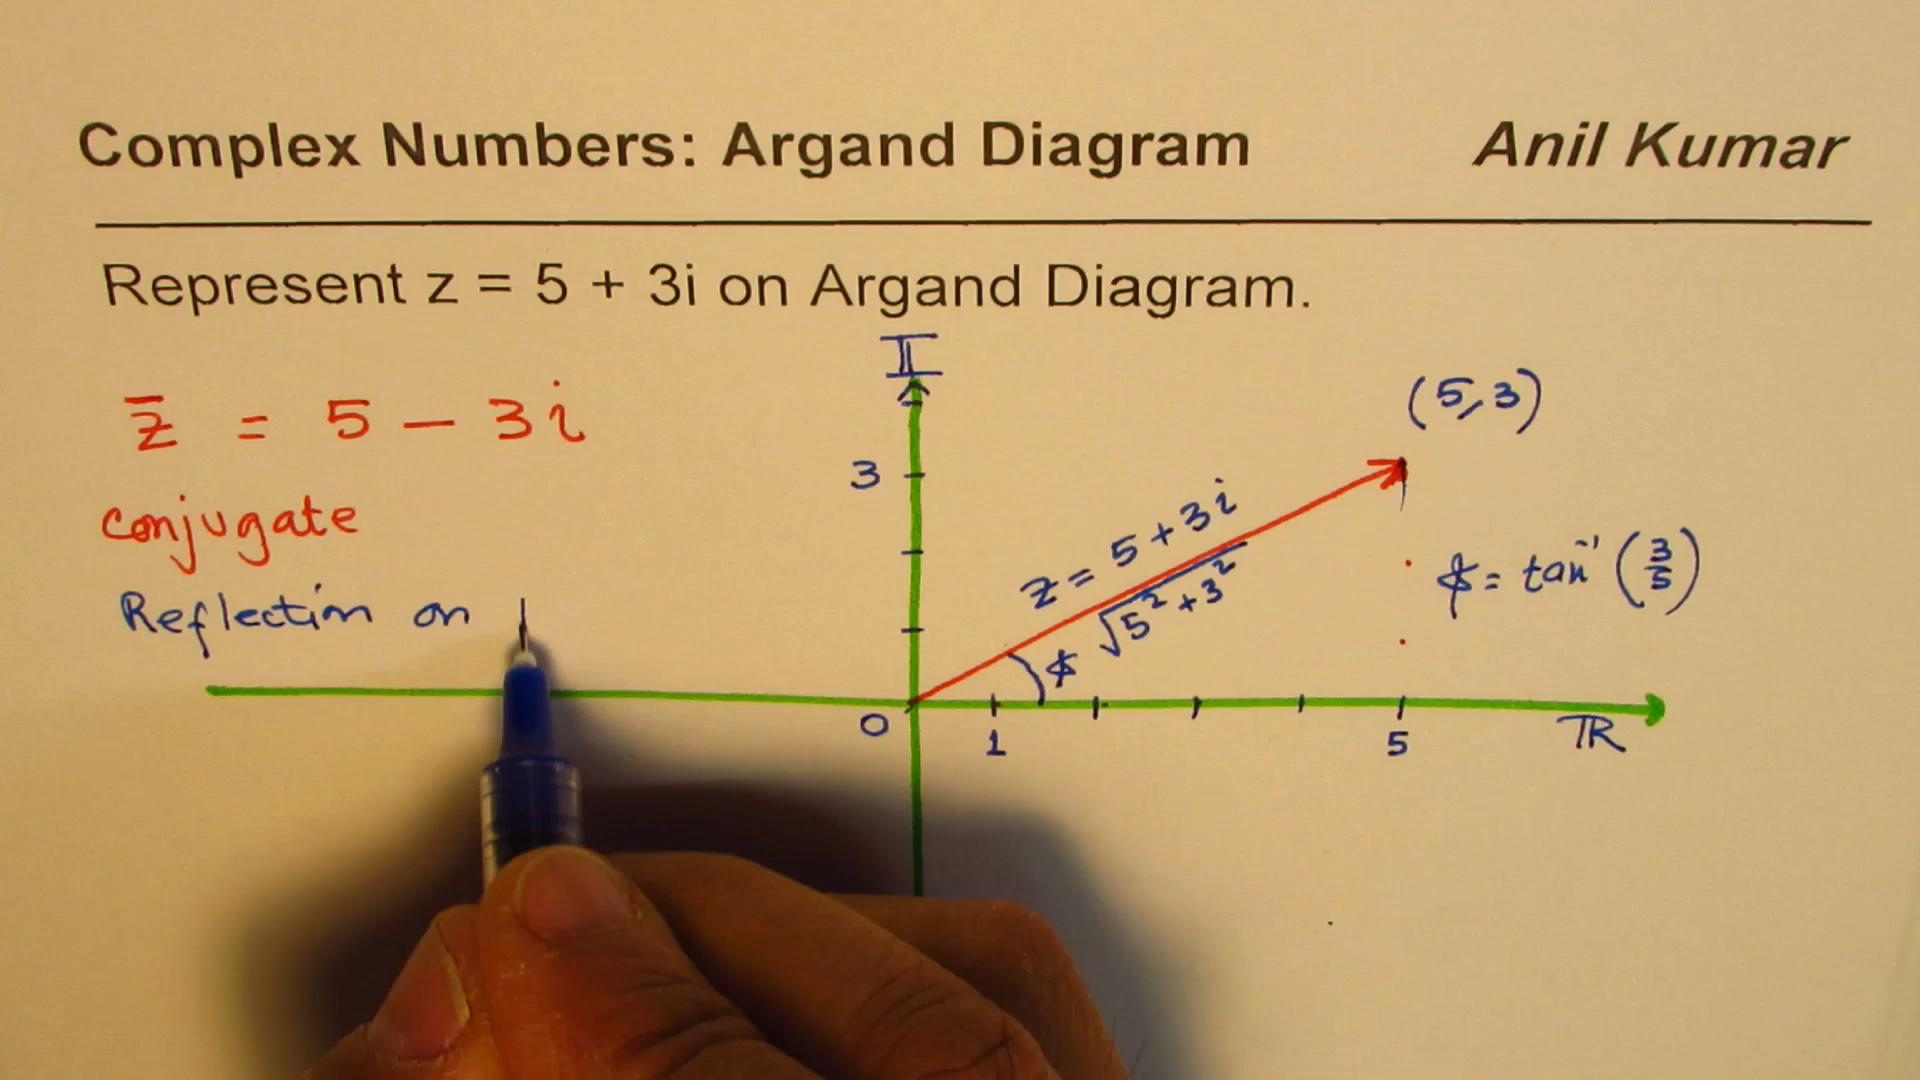 Complex Numbers: Argand Diagram Anil Kumar
Represent z = 5 + 3i on Argand Diagram.
z̄ = 5 - 3i
conjugate
Reflection on
I
3
(5,3)
z = 5 + 3i
√5² + 3²
ϕ
ϕ = tan⁻¹ (3/5)
0
1
5
R